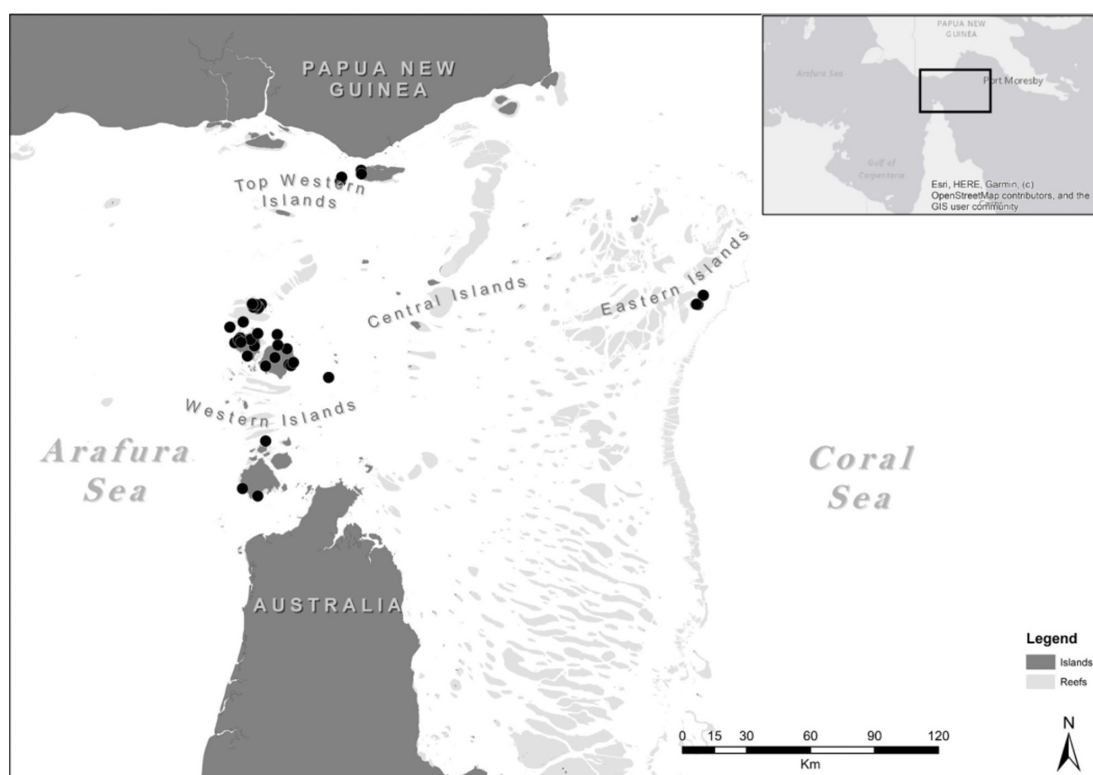 PAPUA NEW
GUINEA
PAPUA NEW
GUINEA
Arafura Sea
Port Moresby
Gulf of
Carpentaria
Esri, HERE, Garmin, (c)
OpenStreetMap contributors, and the
GIS user community
Top Western
Islands
Central Islands
Eastern Islands
Western Islands
Arafura
Sea
Coral
Sea
AUSTRALIA
Legend
Islands
Reefs
N
0 15 30 60 90 120
Km